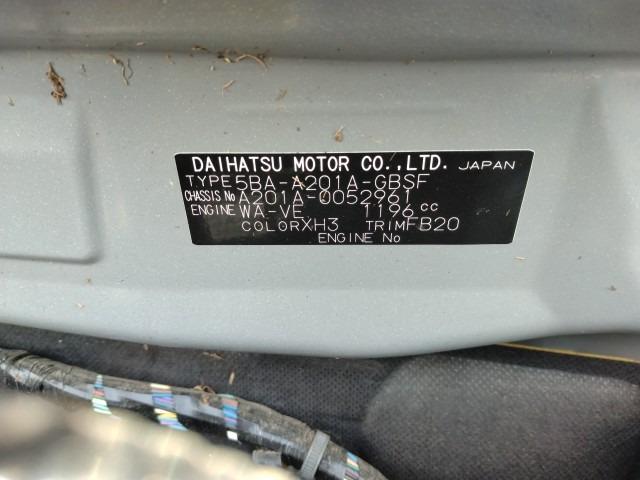 DAIHATSU MOTOR CO.,LTD. JAPAN
TYPE 5BA-A201A-GBSF
CHASSIS No A201A-0052961
ENGINE WA-VE 1196 cc
COLOR XH3 TRIM FB20
ENGINE No